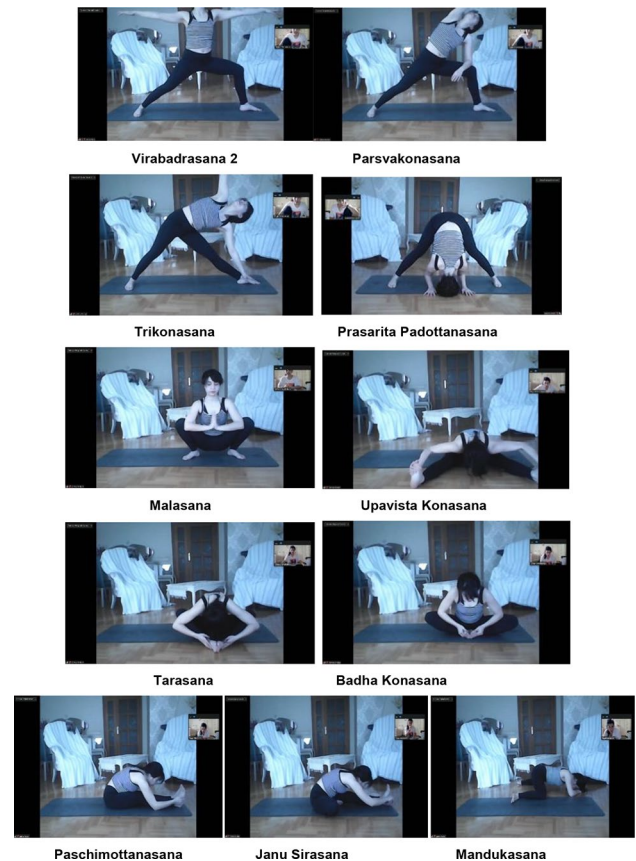 Virabadrasana 2
Parsvakonasana
Trikonasana
Prasarita Padottanasana
Malasana
Upavista Konasana
Tarasana
Badha Konasana
Paschimottanasana
Janu Sirasana
Mandukasana